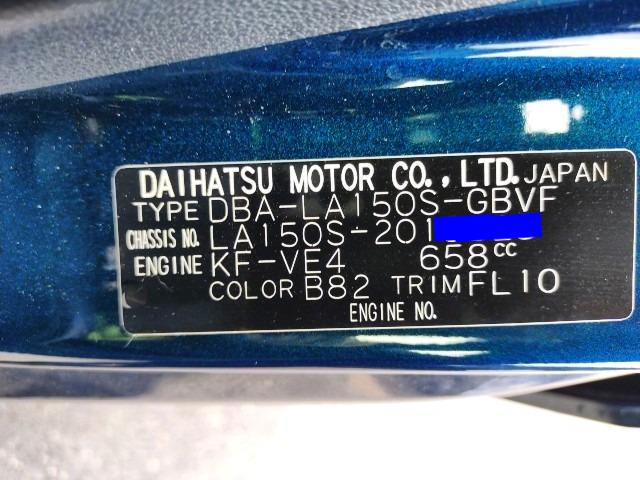 DAIHATSU MOTOR CO., LTD. JAPAN
TYPE DBA-LA150S-GBVF
CHASSIS NO. LA150S-201
ENGINE KF-VE4 658cc
COLOR B82 TRIM FL10
ENGINE NO.